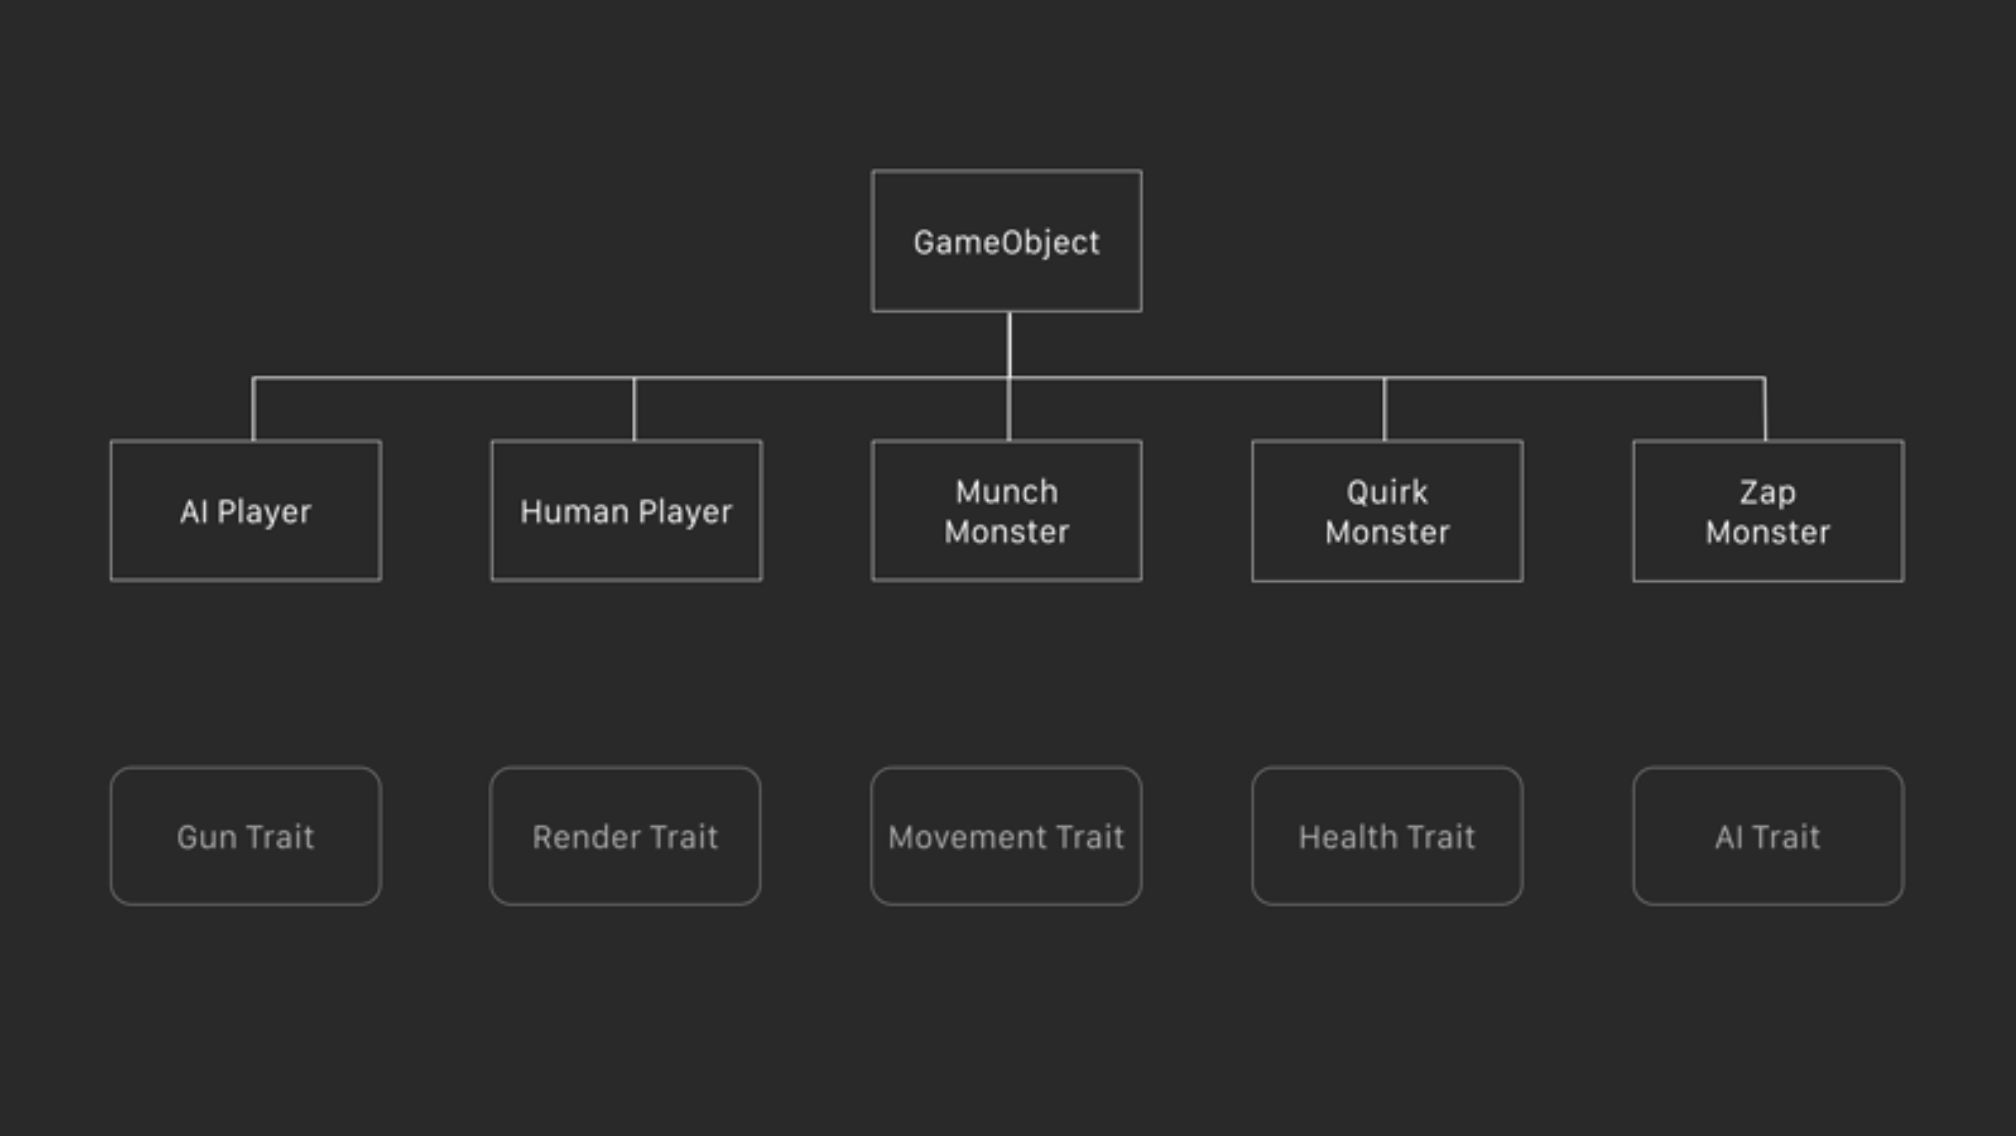 GameObject
AI Player
Human Player
Munch
Monster
Quirk
Monster
Zap
Monster
Gun Trait
Render Trait
Movement Trait
Health Trait
AI Trait